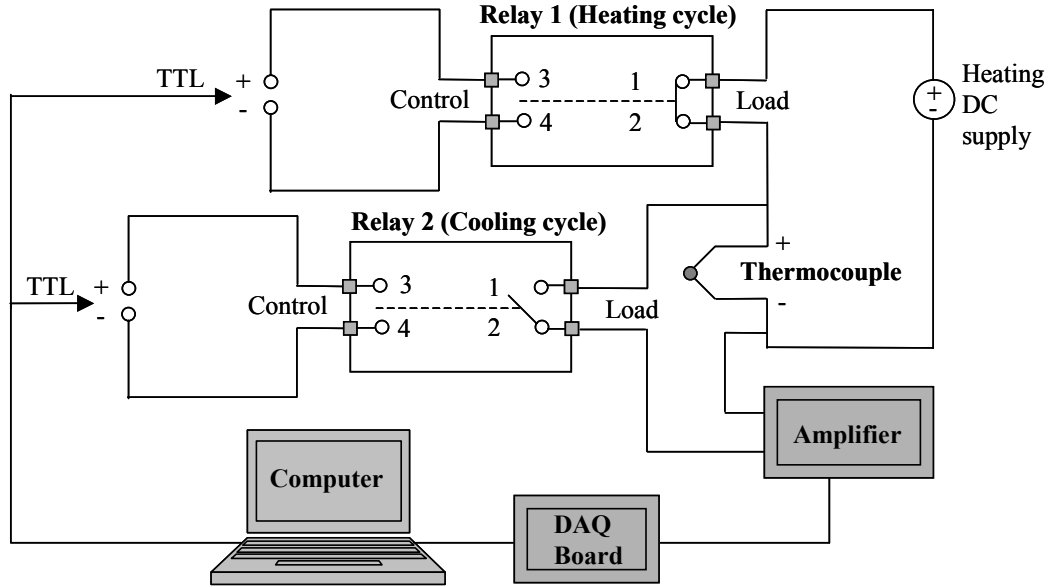 Relay 1 (Heating cycle)
TTL
+
-
Control
3
4
1
2
Load
+
-
Heating
DC
supply
Relay 2 (Cooling cycle)
TTL
+
-
Control
3
4
1
2
Load
+
Thermocouple
-
Amplifier
Computer
DAQ
Board